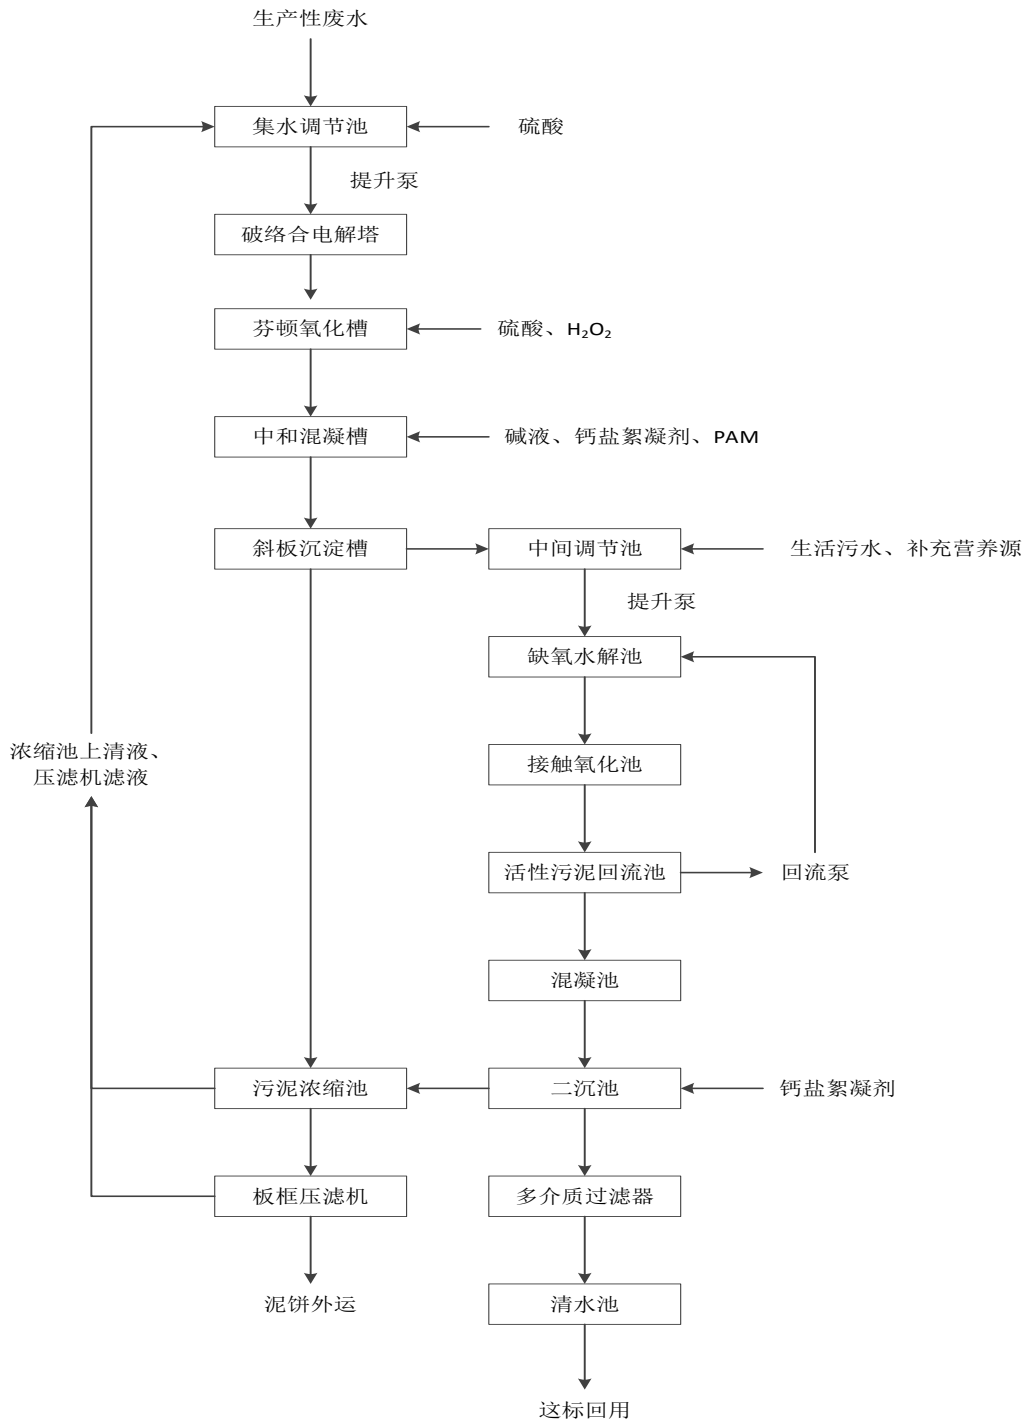 生产性废水
集水调节池
硫酸
提升泵
破络合电解塔
芬顿氧化槽
硫酸、H₂O₂
中和混凝槽
碱液、钙盐絮凝剂、PAM
斜板沉淀槽
中间调节池
生活污水、补充营养源
提升泵
缺氧水解池
浓缩池上清液、
压滤机滤液
接触氧化池
活性污泥回流池
回流泵
混凝池
污泥浓缩池
二沉池
钙盐絮凝剂
板框压滤机
多介质过滤器
泥饼外运
清水池
这标回用